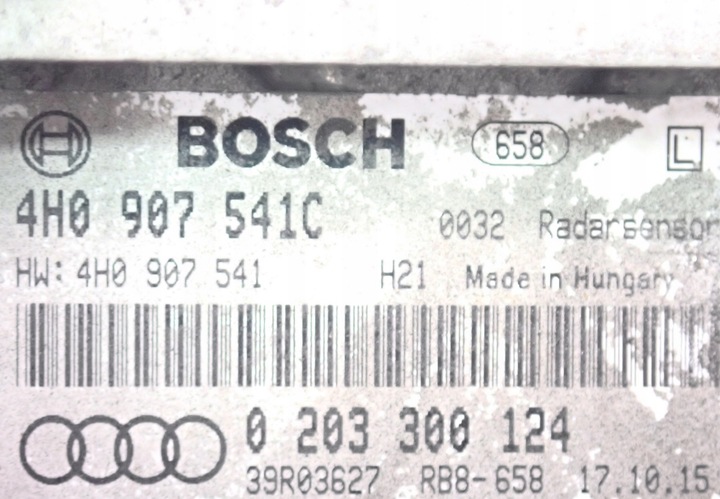 BOSCH 658 L
4H0 907 541C 0032 Radarsensor
HW: 4H0 907 541 H21 Made in Hungary
0 203 300 124
39R03627 RB8-658 17.10.15